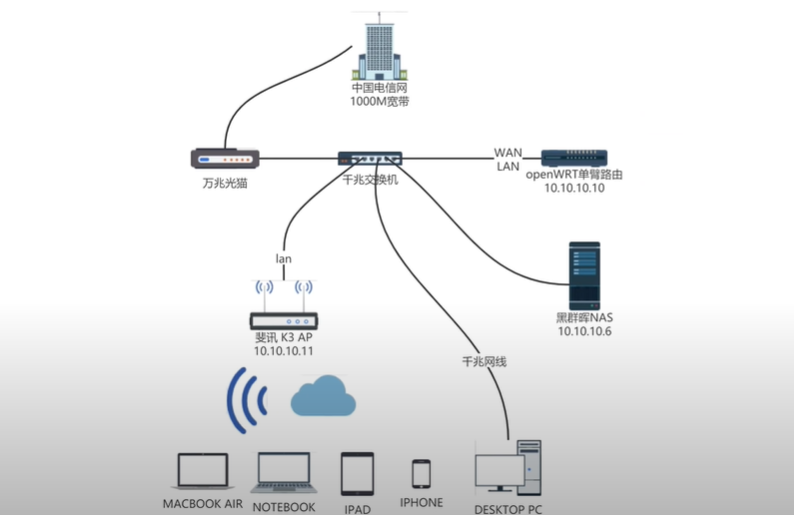 中国电信网
1000M宽带
万兆光猫
千兆交换机
WAN
LAN
openWRT单臂路由
10.10.10.10
lan
斐讯 K3 AP
10.10.10.11
黑群晖NAS
10.10.10.6
千兆网线
MACBOOK AIR
NOTEBOOK
IPAD
IPHONE
DESKTOP PC